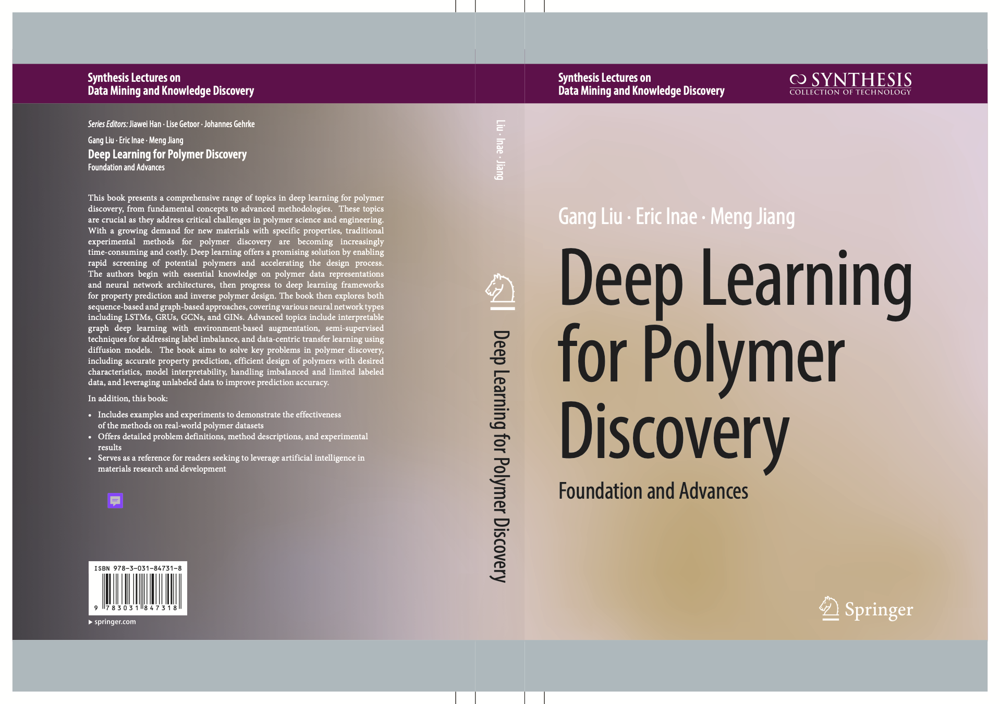 Synthesis Lectures on
Data Mining and Knowledge Discovery
Series Editors: Jiawei Han · Lise Getoor · Johannes Gehrke
Gang Liu · Eric Inae · Meng Jiang
Deep Learning for Polymer Discovery
Foundation and Advances
This book presents a comprehensive range of topics in deep learning for polymer
discovery, from fundamental concepts to advanced methodologies. These topics
are crucial as they address critical challenges in polymer science and engineering.
With a growing demand for new materials with specific properties, traditional
experimental methods for polymer discovery are becoming increasingly
time-consuming and costly. Deep learning offers a promising solution by enabling
rapid screening of potential polymers and accelerating the design process.
The authors begin with essential knowledge on polymer data representations
and neural network architectures, then progress to deep learning frameworks
for property prediction and inverse polymer design. The book then explores both
sequence-based and graph-based approaches, covering various neural network types
including LSTMs, GRUs, GCNs, and GINs. Advanced topics include interpretable
graph deep learning with environment-based augmentation, semi-supervised
techniques for addressing label imbalance, and data-centric transfer learning using
diffusion models. The book aims to solve key problems in polymer discovery,
including accurate property prediction, efficient design of polymers with desired
characteristics, model interpretability, handling imbalanced and limited labeled
data, and leveraging unlabeled data to improve prediction accuracy.
In addition, this book:
• Includes examples and experiments to demonstrate the effectiveness
of the methods on real-world polymer datasets
• Offers detailed problem definitions, method descriptions, and experimental
results
• Serves as a reference for readers seeking to leverage artificial intelligence in
materials research and development
ISBN 978-3-031-84731-8
9 783031 847318
▶ springer.com
Liu · Inae · Jiang
Deep Learning for Polymer Discovery
Synthesis Lectures on
Data Mining and Knowledge Discovery
SYNTHESIS
COLLECTION OF TECHNOLOGY
Gang Liu · Eric Inae · Meng Jiang
Deep Learning
for Polymer
Discovery
Foundation and Advances
Springer